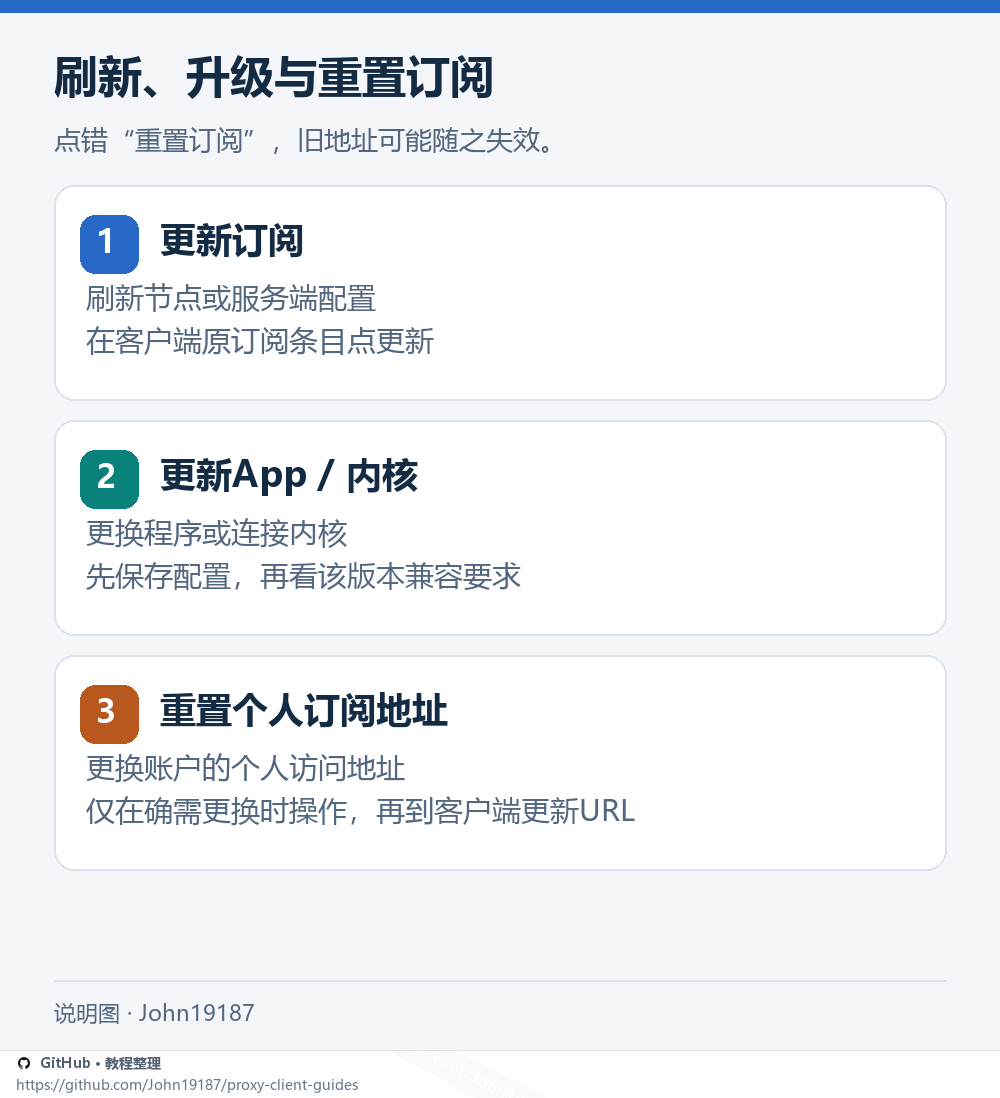 刷新、升级与重置订阅
点错“重置订阅”，旧地址可能随之失效。
1 更新订阅
刷新节点或服务端配置
在客户端原订阅条目点更新
2 更新App / 内核
更换程序或连接内核
先保存配置，再看该版本兼容要求
3 重置个人订阅地址
更换账户的个人访问地址
仅在确需更换时操作，再到客户端更新URL
说明图 · John19187
GitHub • 教程整理
https://github.com/John19187/proxy-client-guides